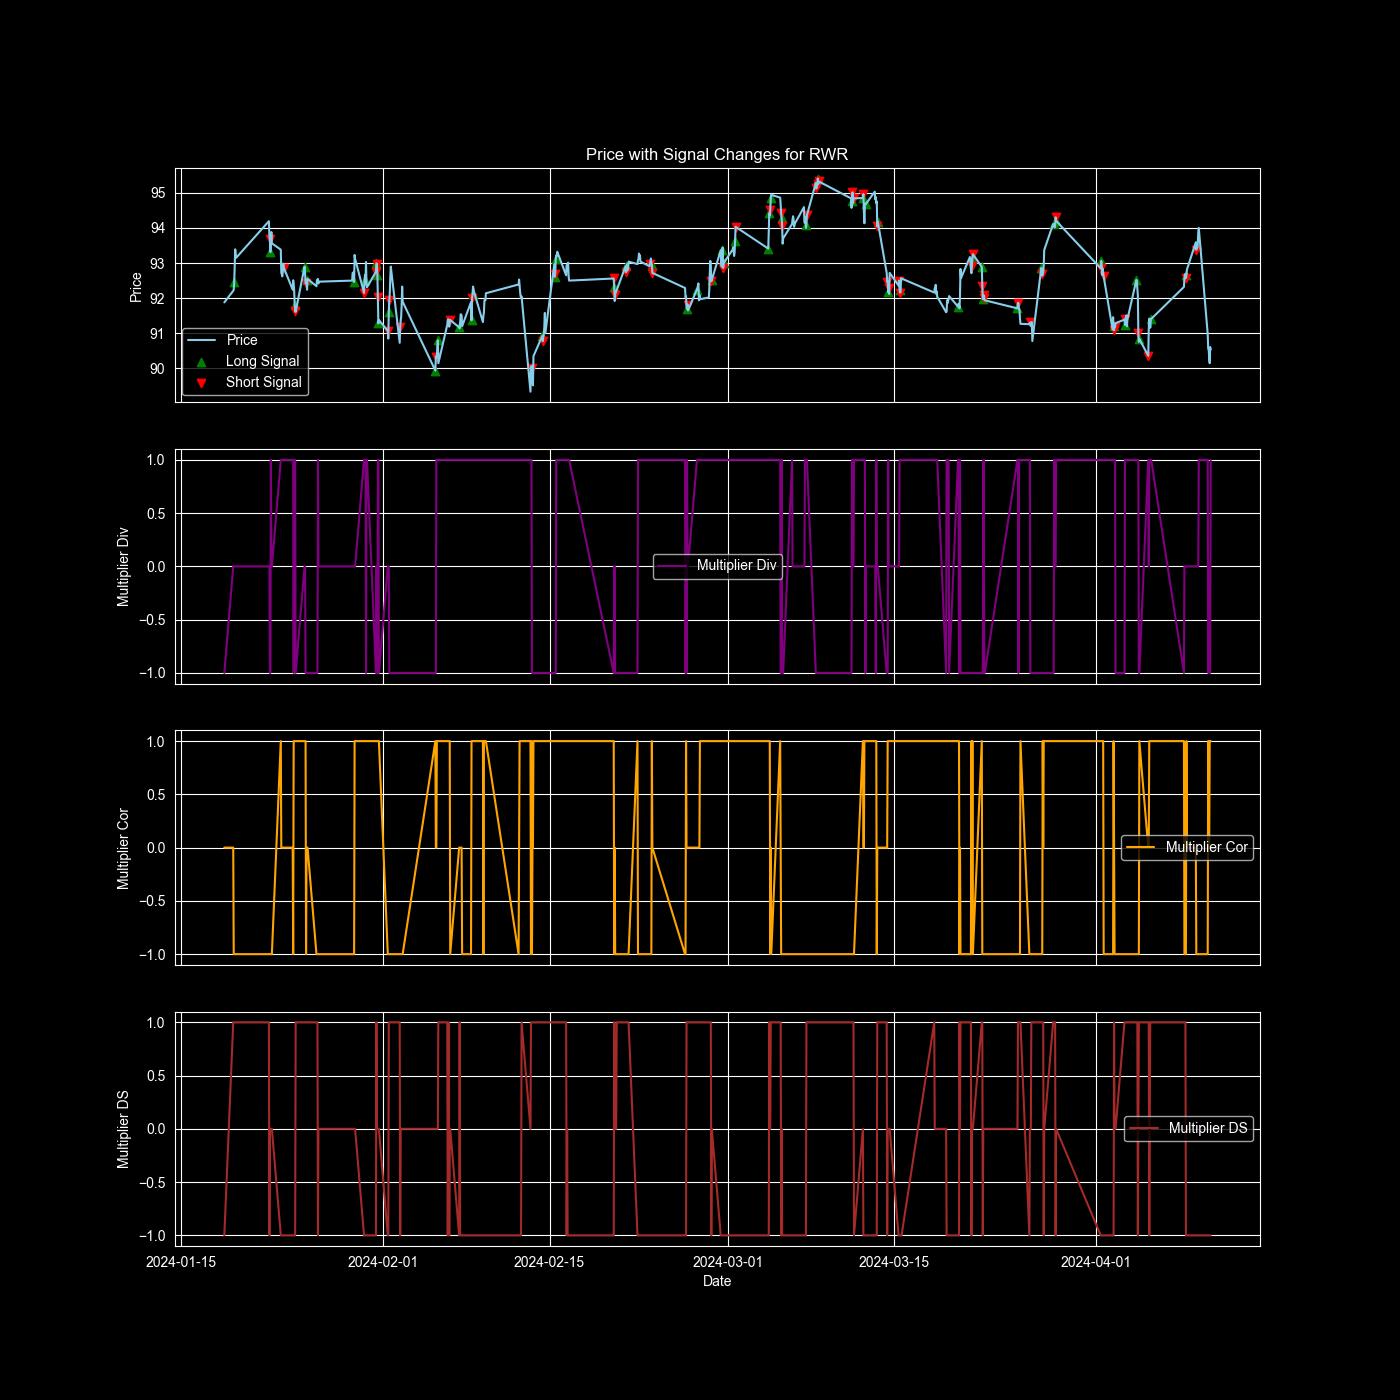 Price with Signal Changes for RWR
95
94
93
92
91
90
Price
Price
Long Signal
Short Signal
1.0
0.5
0.0
−0.5
−1.0
Multiplier Div
Multiplier Div
1.0
0.5
0.0
−0.5
−1.0
Multiplier Cor
Multiplier Cor
1.0
0.5
0.0
−0.5
−1.0
Multiplier DS
Multiplier DS
2024-01-15 2024-02-01 2024-02-15 2024-03-01 2024-03-15 2024-04-01
Date